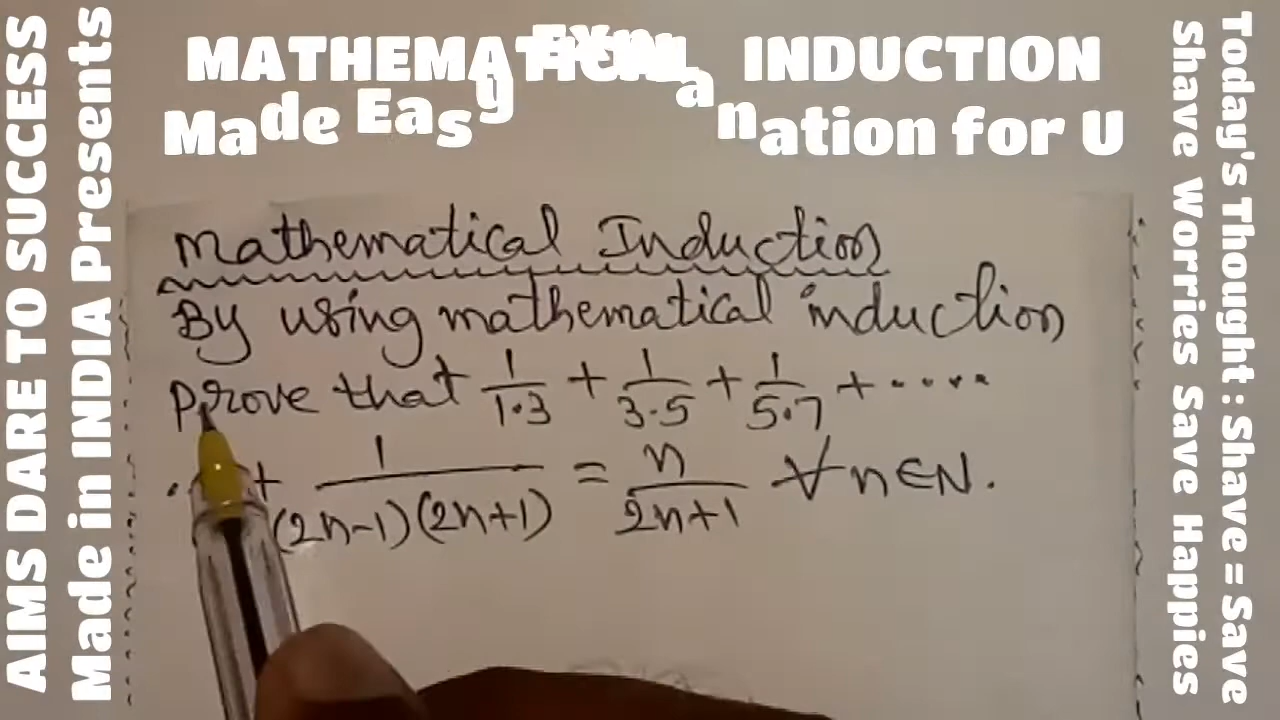 AIMS DARE TO SUCCESS
Made in INDIA Presents
MATHEMATICAL INDUCTION
Made Easy Explanation for U
Mathematical Induction
By using mathematical induction
prove that 1/1·3 + 1/3·5 + 1/5·7 + ·····
+ 1/(2n-1)(2n+1) = n/2n+1 ∀ n∈N.
Today's Thought : Shave = Save
Shave Worries Save Happies